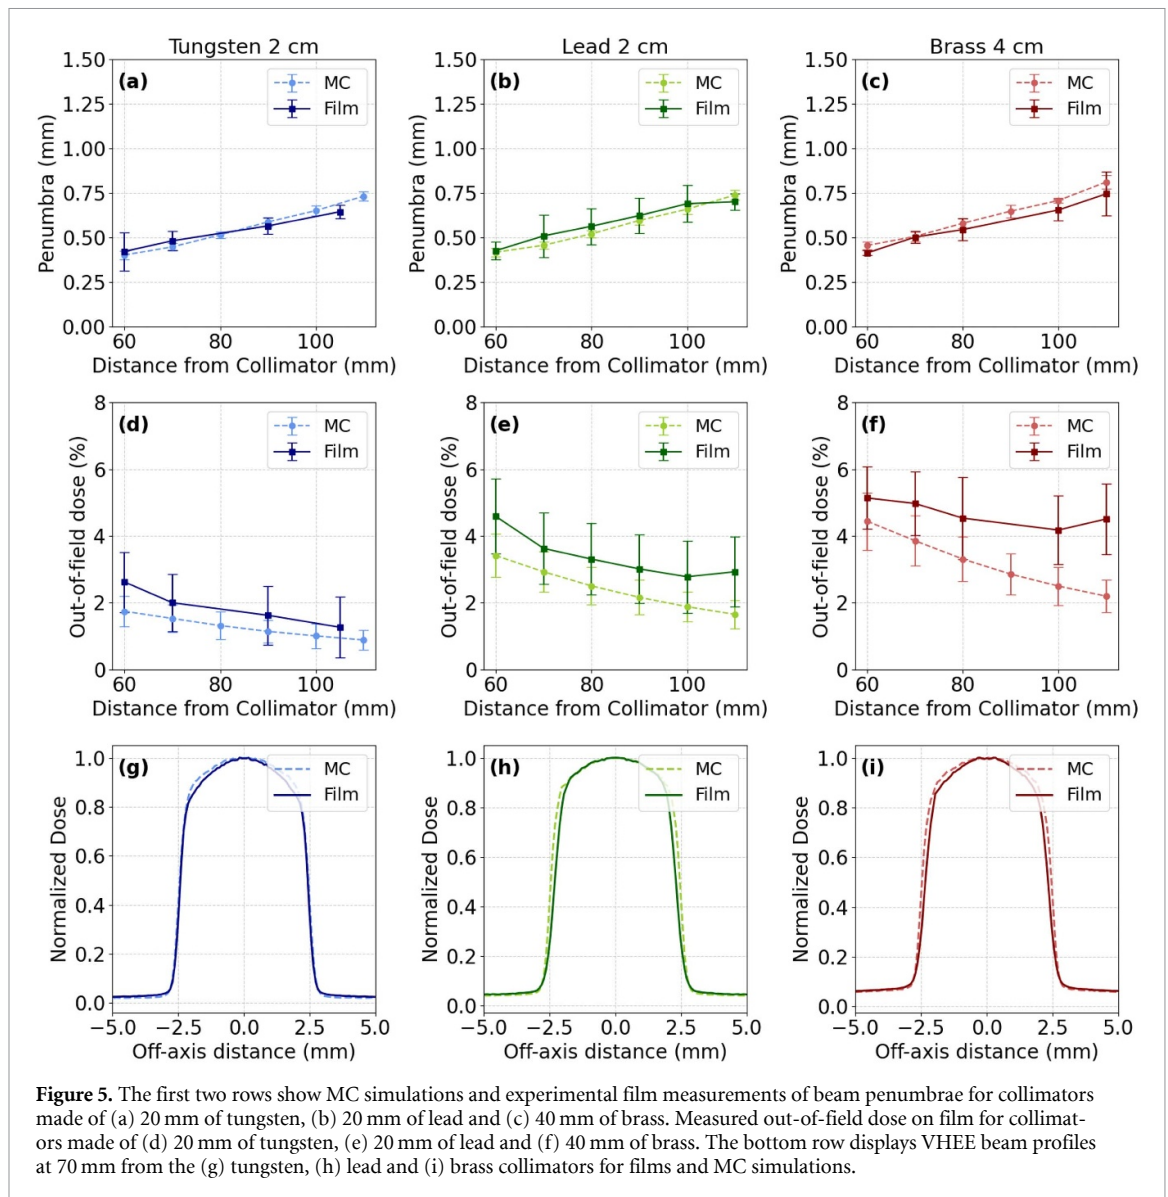 Tungsten 2 cm
Lead 2 cm
Brass 4 cm
(a)
MC
Film
Penumbra (mm)
1.50
1.25
1.00
0.75
0.50
0.25
0.00
60 80 100
Distance from Collimator (mm)
(b)
MC
Film
Penumbra (mm)
1.50
1.25
1.00
0.75
0.50
0.25
0.00
60 80 100
Distance from Collimator (mm)
(c)
MC
Film
Penumbra (mm)
1.50
1.25
1.00
0.75
0.50
0.25
0.00
60 80 100
Distance from Collimator (mm)
(d)
MC
Film
Out-of-field dose (%)
8
6
4
2
0
60 80 100
Distance from Collimator (mm)
(e)
MC
Film
Out-of-field dose (%)
8
6
4
2
0
60 80 100
Distance from Collimator (mm)
(f)
MC
Film
Out-of-field dose (%)
8
6
4
2
0
60 80 100
Distance from Collimator (mm)
(g)
MC
Film
Normalized Dose
1.0
0.8
0.6
0.4
0.2
0.0
−5.0 −2.5 0.0 2.5 5.0
Off-axis distance (mm)
(h)
MC
Film
Normalized Dose
1.0
0.8
0.6
0.4
0.2
0.0
−5.0 −2.5 0.0 2.5 5.0
Off-axis distance (mm)
(i)
MC
Film
Normalized Dose
1.0
0.8
0.6
0.4
0.2
0.0
−5.0 −2.5 0.0 2.5 5.0
Off-axis distance (mm)
Figure 5. The first two rows show MC simulations and experimental film measurements of beam penumbrae for collimators
made of (a) 20 mm of tungsten, (b) 20 mm of lead and (c) 40 mm of brass. Measured out-of-field dose on film for collimat-
ors made of (d) 20 mm of tungsten, (e) 20 mm of lead and (f) 40 mm of brass. The bottom row displays VHEE beam profiles
at 70 mm from the (g) tungsten, (h) lead and (i) brass collimators for films and MC simulations.